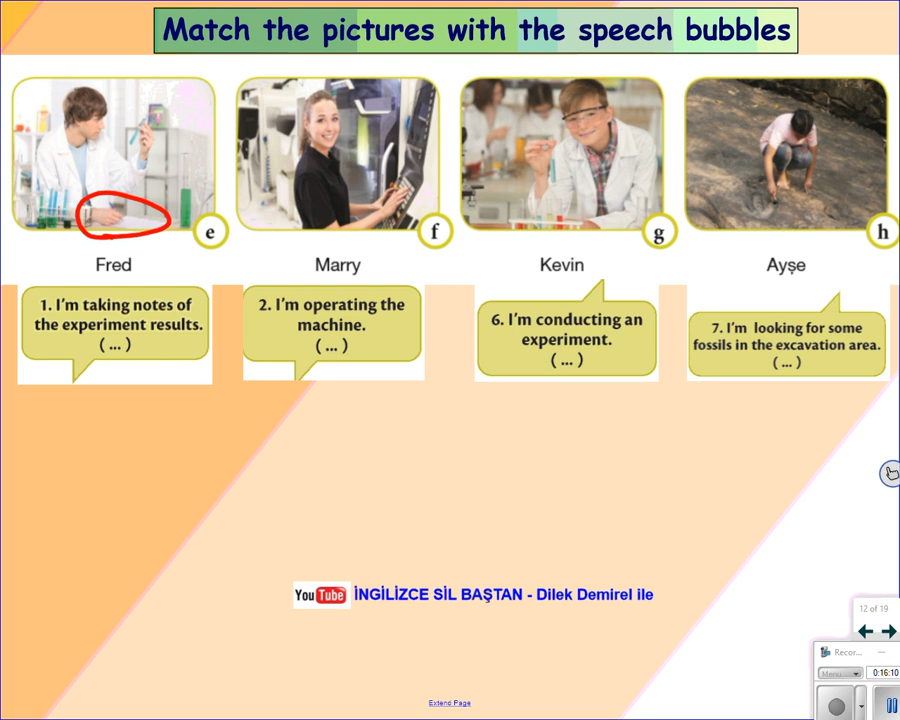 Match the pictures with the speech bubbles
e
f
g
h
Fred
Marry
Kevin
Ayşe
1. I'm taking notes of
the experiment results.
( ... )
2. I'm operating the
machine.
( ... )
6. I'm conducting an
experiment.
( ... )
7. I'm looking for some
fossils in the excavation area.
( ... )
YouTube İNGİLİZCE SİL BAŞTAN - Dilek Demirel ile
12 of 19
Recor...
Menu
0:16:10
Extend Page